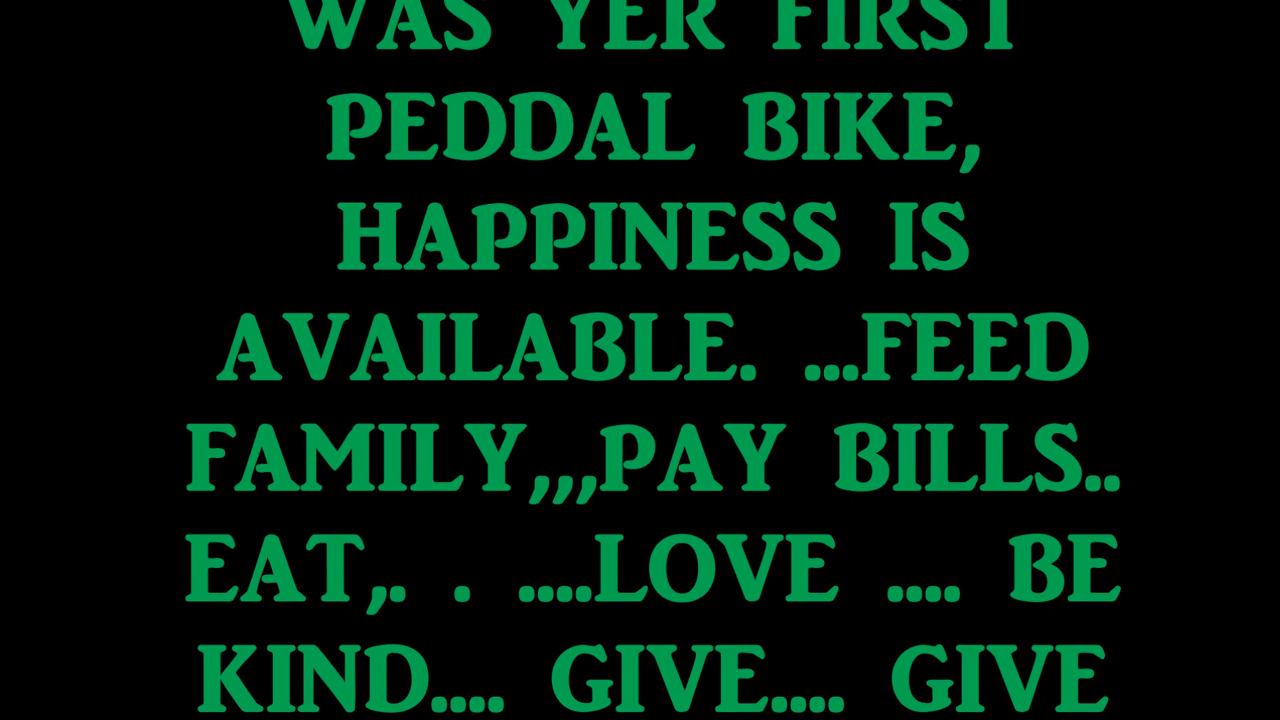 WAS YER FIRST
PEDDAL BIKE,
HAPPINESS IS
AVAILABLE. ...FEED
FAMILY,,,PAY BILLS..
EAT,. . ....LOVE .... BE
KIND.... GIVE.... GIVE